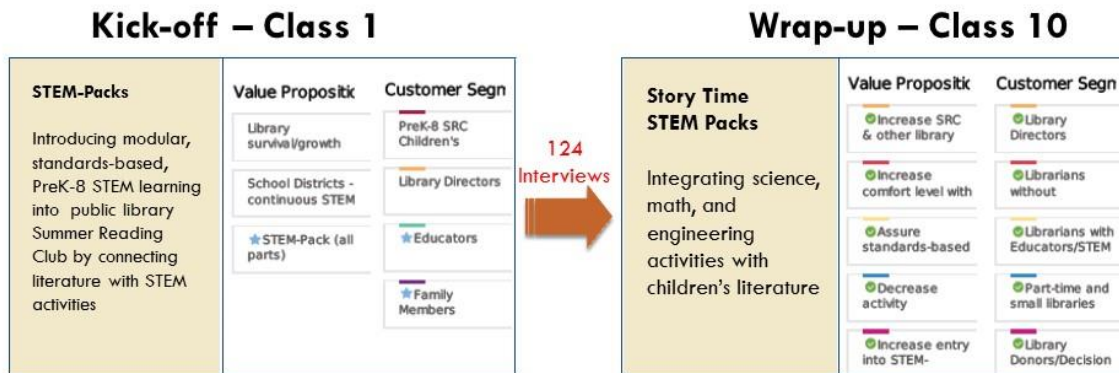 Kick-off – Class 1
Wrap-up – Class 10
STEM-Packs
Introducing modular,
standards-based,
PreK-8 STEM learning
into public library
Summer Reading
Club by connecting
literature with STEM
activities
Value Propositic
Library
survival/growth
School Districts -
continuous STEM
STEM-Pack (all
parts)
Customer Segn
PreK-8 SRC
Children's
Library Directors
Educators
Family
Members
124
Interviews
Story Time
STEM Packs
Integrating science,
math, and
engineering
activities with
children's literature
Value Propositic
Increase SRC
& other library
Increase
comfort level with
Assure
standards-based
Decrease
activity
Increase entry
into STEM-
Customer Segn
Library
Directors
Librarians
without
Librarians with
Educators/STEM
Part-time and
small libraries
Library
Donors/Decision